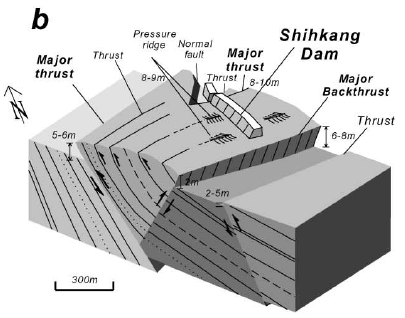 b
Pressure
ridge
Normal
fault
Shihkang
Dam
Major
thrust
Thrust
8-9m
Major
thrust
Thrust
8-10m
Major
Backthrust
N
5-6m
6-8m
Thrust
2m
2-5m
300m